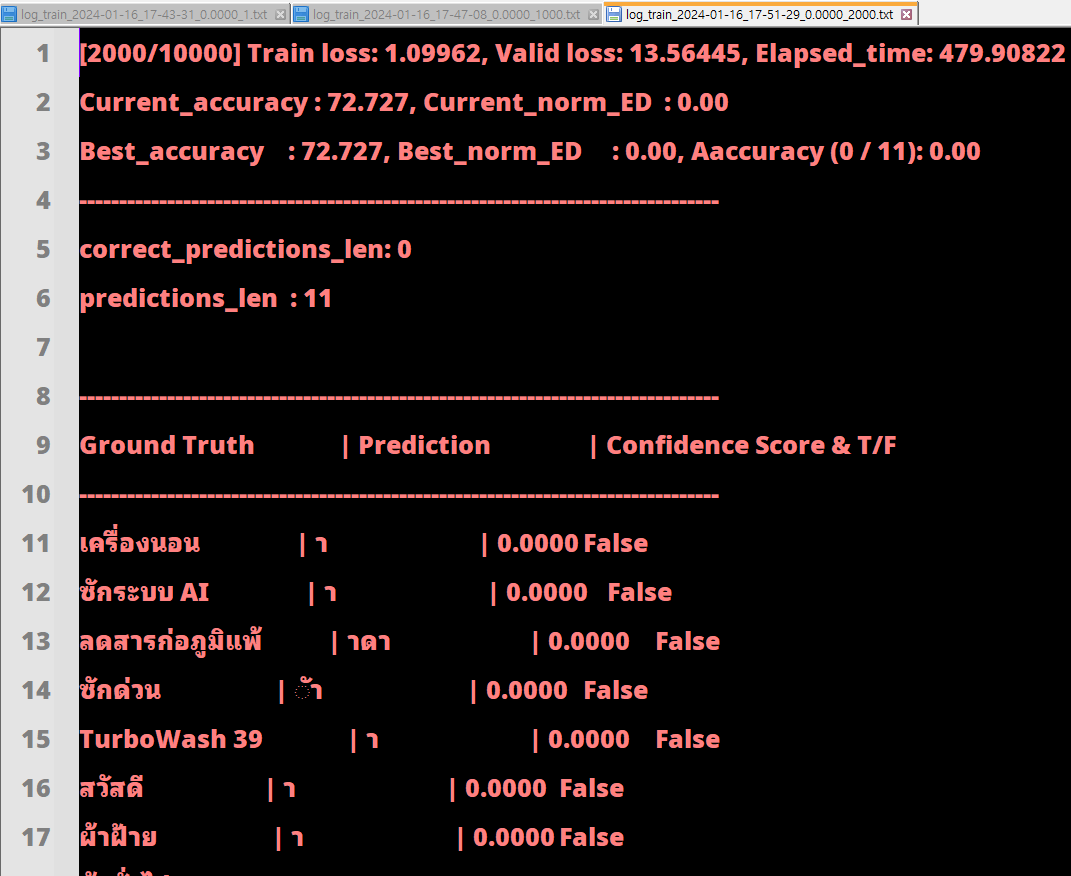 log_train_2024-01-16_17-43-31_0.0000_1.txt log_train_2024-01-16_17-47-08_0.0000_1000.txt log_train_2024-01-16_17-51-29_0.0000_2000.txt
1 [2000/10000] Train loss: 1.09962, Valid loss: 13.56445, Elapsed_time: 479.90822
2 Current_accuracy : 72.727, Current_norm_ED : 0.00
3 Best_accuracy : 72.727, Best_norm_ED : 0.00, Aaccuracy (0 / 11): 0.00
4 --------------------------------------------------------------------------------
5 correct_predictions_len: 0
6 predictions_len : 11
7
8 --------------------------------------------------------------------------------
9 Ground Truth | Prediction | Confidence Score & T/F
10 --------------------------------------------------------------------------------
11 เครื่องนอน | า | 0.0000 False
12 ซักระบบ AI | า | 0.0000 False
13 ลดสารก่อภูมิแพ้ | าดา | 0.0000 False
14 ซักด่วน | ัา | 0.0000 False
15 TurboWash 39 | า | 0.0000 False
16 สวัสดี | า | 0.0000 False
17 ผ้าฝ้าย | า | 0.0000 False